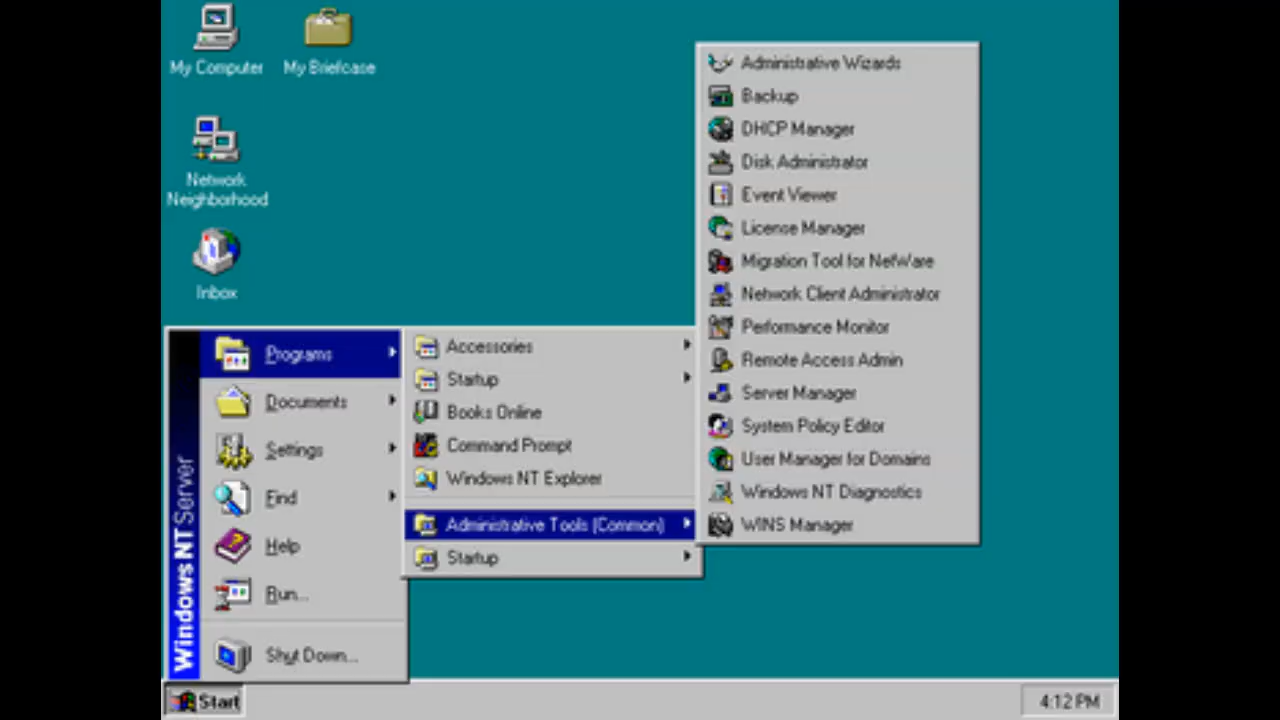 My Computer
My Briefcase
Network
Neighborhood
Inbox
Windows NT Server
Programs
Documents
Settings
Find
Help
Run...
Shut Down...
Accessories
Startup
Books Online
Command Prompt
Windows NT Explorer
Administrative Tools (Common)
Startup
Administrative Wizards
Backup
DHCP Manager
Disk Administrator
Event Viewer
License Manager
Migration Tool for NetWare
Network Client Administrator
Performance Monitor
Remote Access Admin
Server Manager
System Policy Editor
User Manager for Domains
Windows NT Diagnostics
WINS Manager
Start
4:12 PM